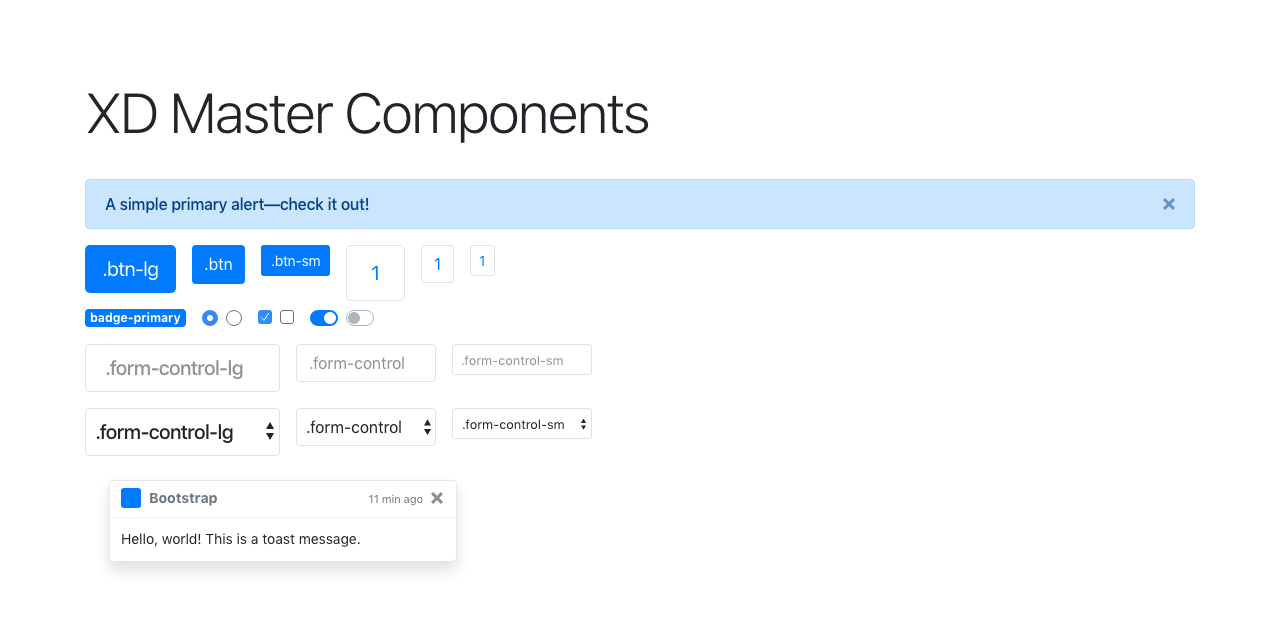 XD Master Components
A simple primary alert—check it out!
.btn-lg .btn .btn-sm 1 1 1
badge-primary
.form-control-lg .form-control .form-control-sm
.form-control-lg .form-control .form-control-sm
Bootstrap 11 min ago
Hello, world! This is a toast message.